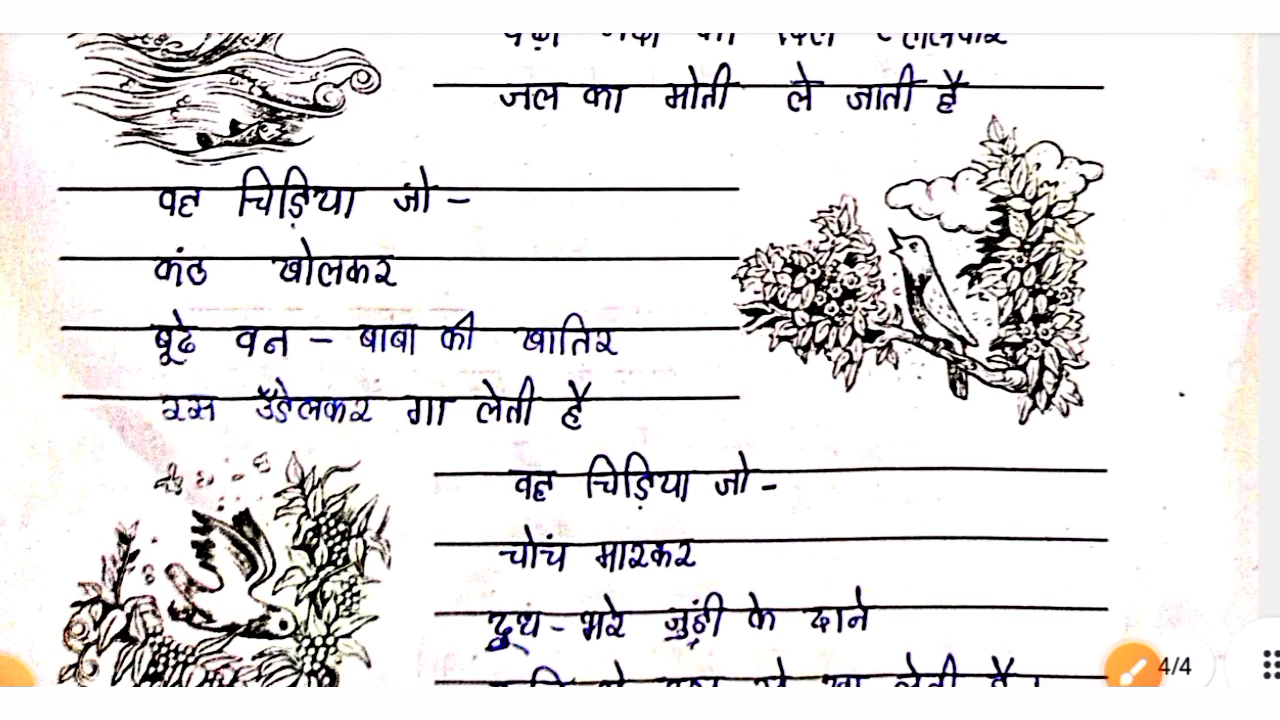 जल का मोती ले जाती है
वह चिड़िया जो -
कंठ खोलकर
बूढ़े वन - बाबा की खातिर
रस उँडेलकर गा लेती है
वह चिड़िया जो -
चोंच मारकर
दूध - भरे जुंड़ी के दाने
लेती है ।
4/4